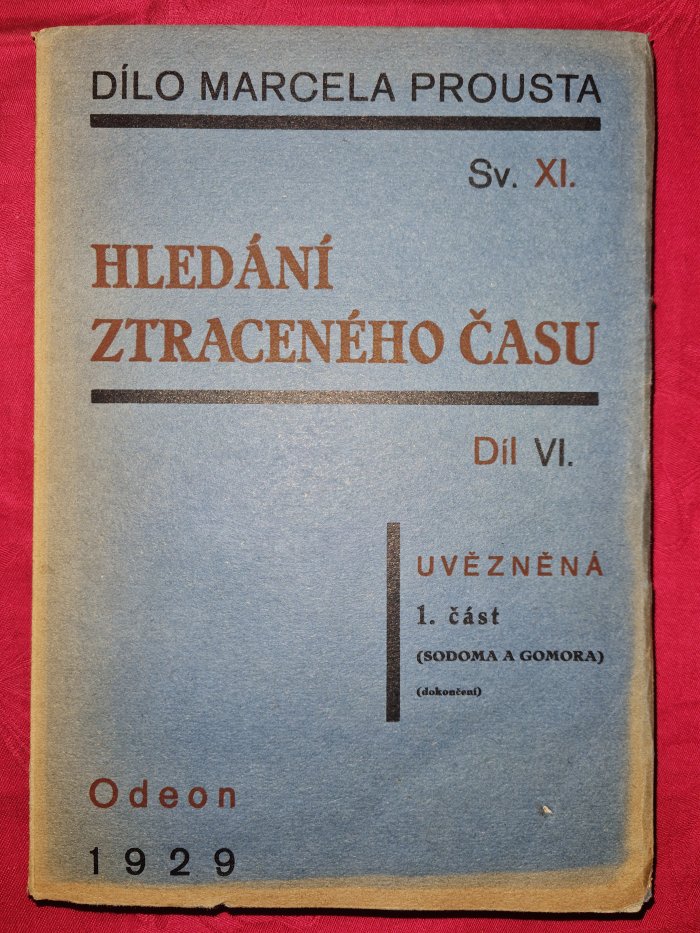 DÍLO MARCELA PROUSTA
Sv. XI.
HLEDÁNÍ
ZTRACENÉHO ČASU
Díl VI.
UVĚZNĚNÁ
1. část
(SODOMA A GOMORA)
(dokončení)
Odeon
1929